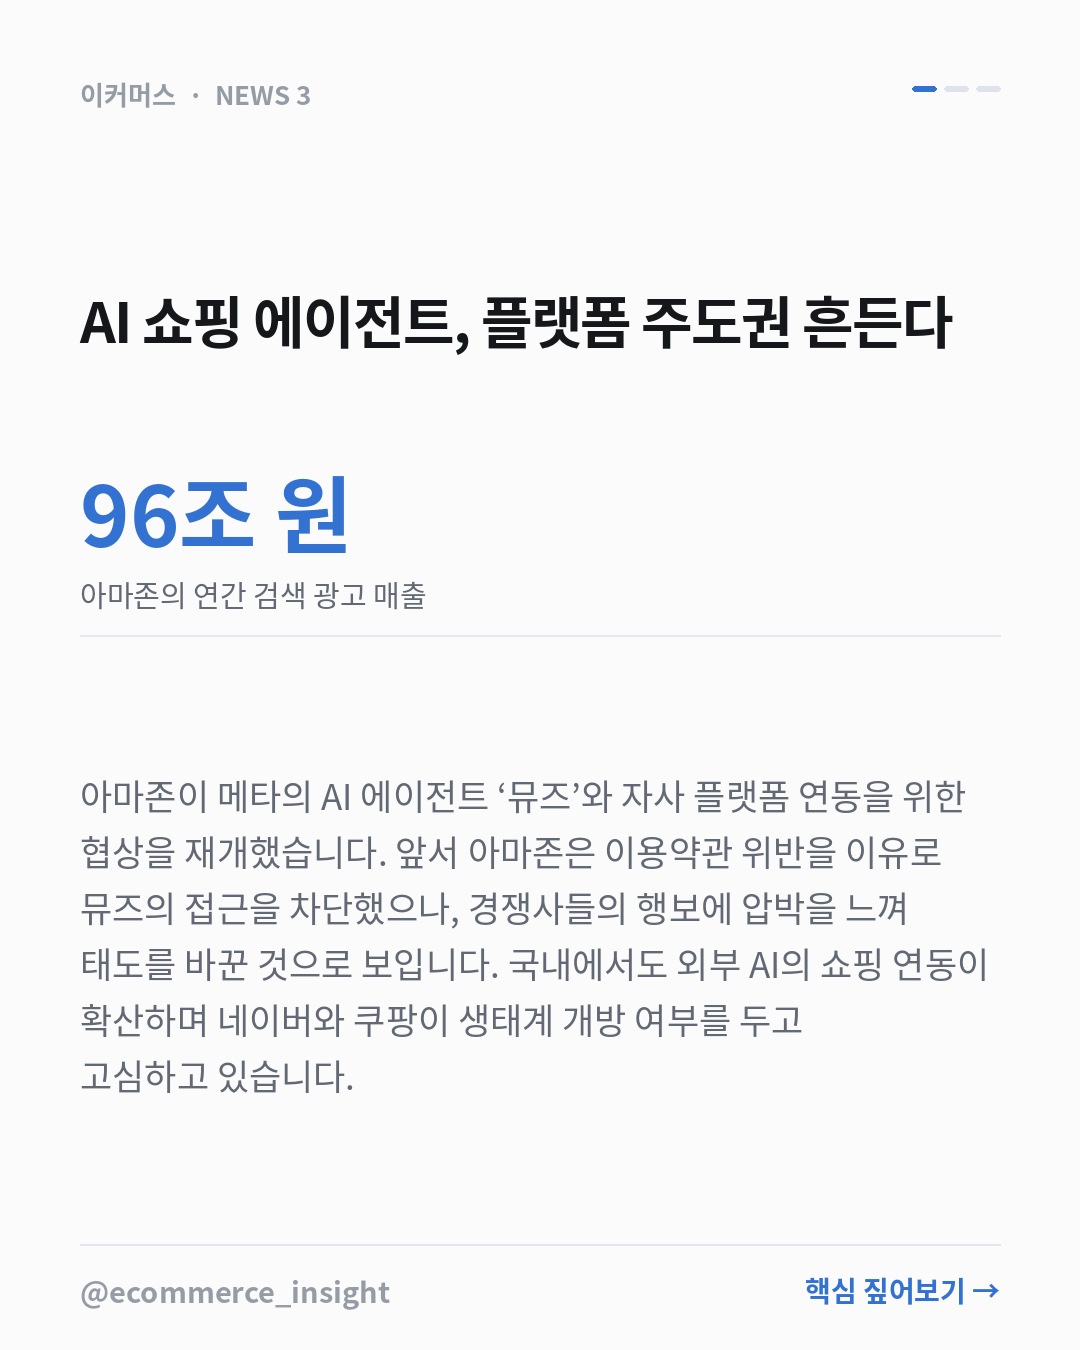 이커머스 · NEWS 3
AI 쇼핑 에이전트, 플랫폼 주도권 흔든다
96조 원
아마존의 연간 검색 광고 매출
아마존이 메타의 AI 에이전트 ‘뮤즈’와 자사 플랫폼 연동을 위한
협상을 재개했습니다. 앞서 아마존은 이용약관 위반을 이유로
뮤즈의 접근을 차단했으나, 경쟁사들의 행보에 압박을 느껴
태도를 바꾼 것으로 보입니다. 국내에서도 외부 AI의 쇼핑 연동이
확산하며 네이버와 쿠팡이 생태계 개방 여부를 두고
고심하고 있습니다.
@ecommerce_insight
핵심 짚어보기 →